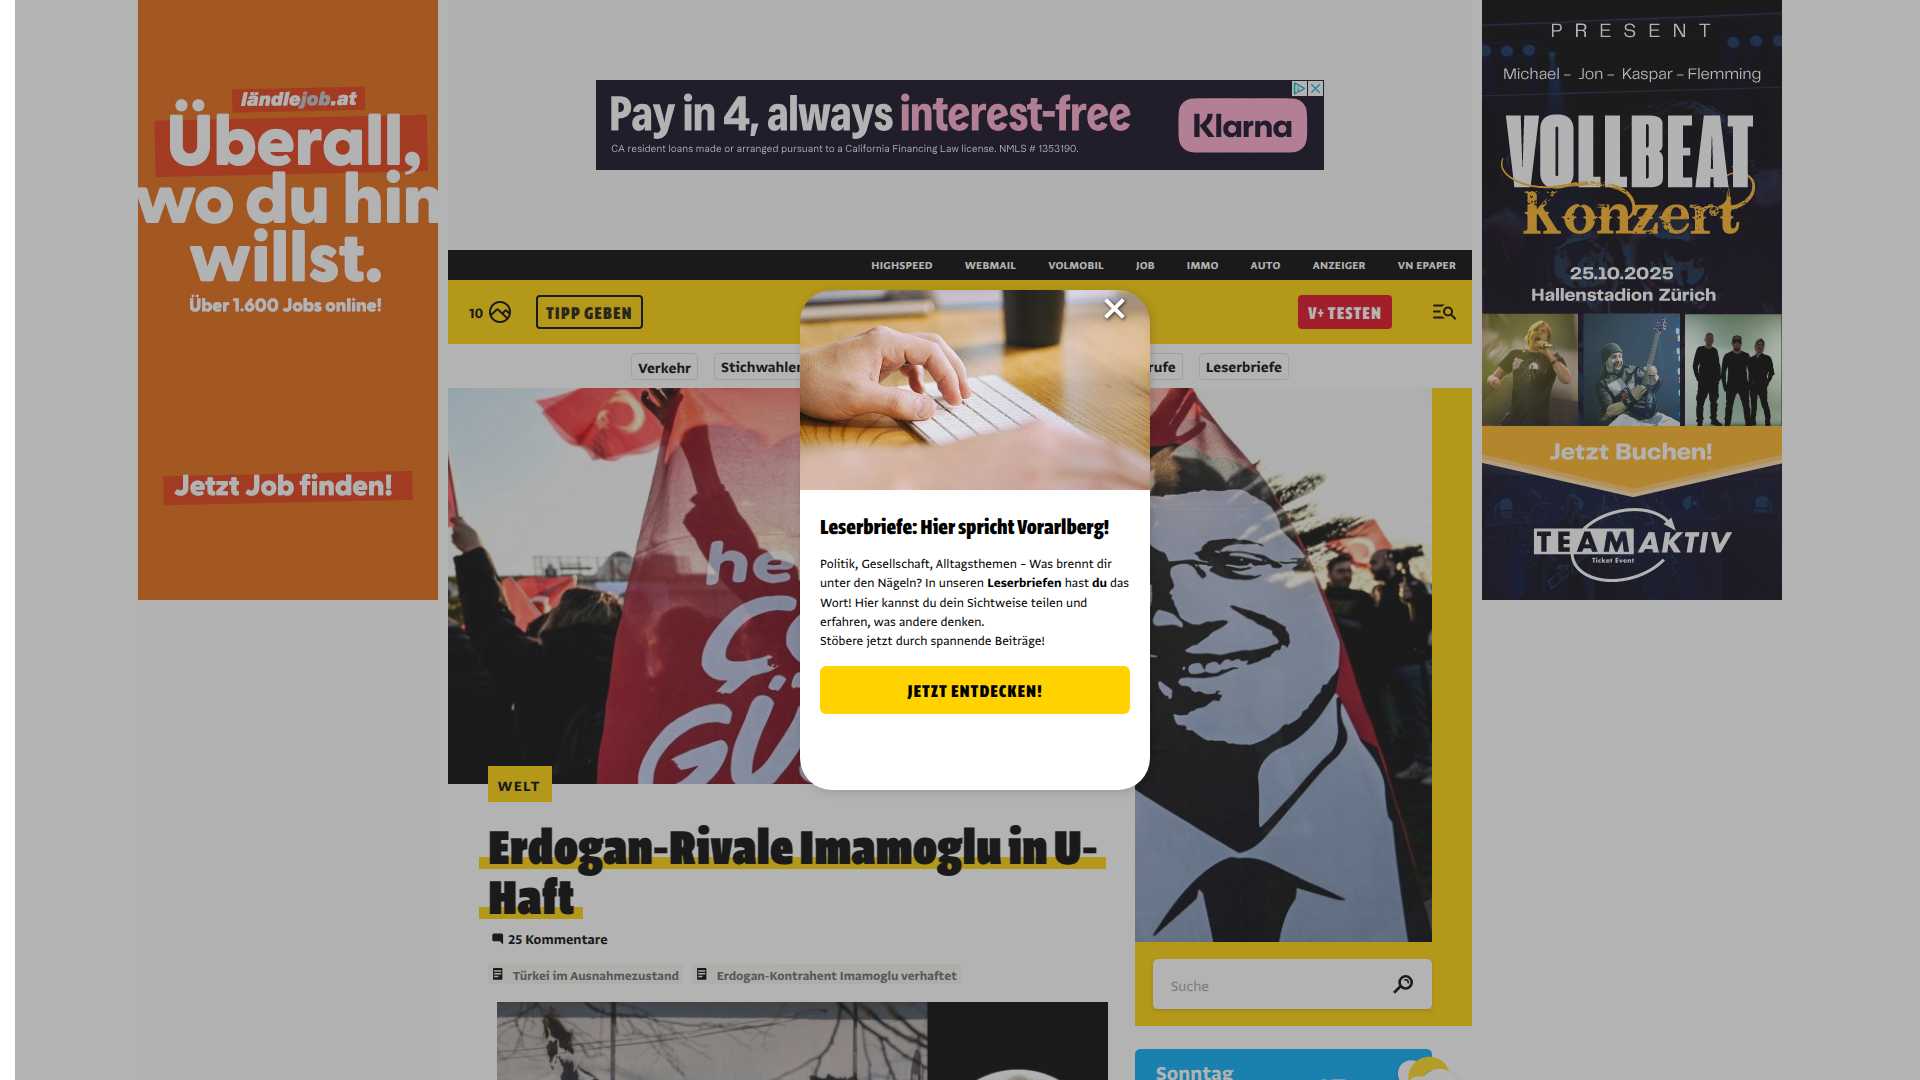 ländlejob.at
Überall,
wo du hin
willst.
Über 1.600 Jobs online!
Jetzt Job finden!
Pay in 4, always interest-free
CA resident loans made or arranged pursuant to a California Financing Law license. NMLS # 1353190.
Klarna
PRESENT
Michael – Jon – Kaspar – Flemming
VOLLBEAT
Konzert
25.10.2025
Hallenstadion Zürich
Jetzt Buchen!
TEAM AKTIV
Ticket Event
HIGHSPEED WEBMAIL VOLMOBIL JOB IMMO AUTO ANZEIGER VN EPAPER
10 TIPP GEBEN V+ TESTEN
Verkehr Stichwahlen rufe Leserbriefe
Leserbriefe: Hier spricht Vorarlberg!
Politik, Gesellschaft, Alltagsthemen – Was brennt dir
unter den Nägeln? In unseren Leserbriefen hast du das
Wort! Hier kannst du dein Sichtweise teilen und
erfahren, was andere denken.
Stöbere jetzt durch spannende Beiträge!
JETZT ENTDECKEN!
WELT
Erdogan-Rivale Imamoglu in U-
Haft
25 Kommentare
Türkei im Ausnahmezustand Erdogan-Kontrahent Imamoglu verhaftet
Suche
Sonntag